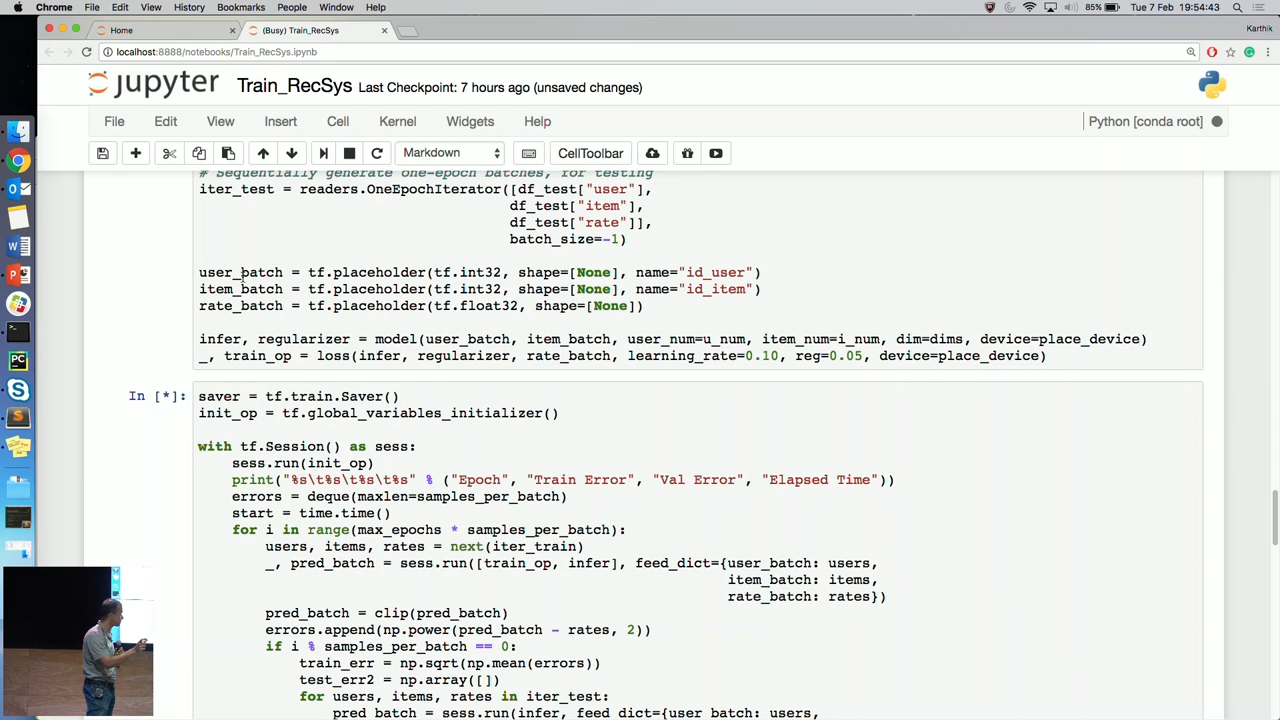 Chrome File Edit View History Bookmarks People Window Help 85% Tue 7 Feb 19:54:43
Home (Busy) Train_RecSys Karthik
localhost:8888/notebooks/Train_RecSys.ipynb
jupyter Train_RecSys Last Checkpoint: 7 hours ago (unsaved changes)
File Edit View Insert Cell Kernel Widgets Help Python [conda root]
Markdown CellToolbar
# Sequentially generate one-epoch batches, for testing
iter_test = readers.OneEpochIterator([df_test["user"],
df_test["item"],
df_test["rate"]],
batch_size=-1)
user_batch = tf.placeholder(tf.int32, shape=[None], name="id_user")
item_batch = tf.placeholder(tf.int32, shape=[None], name="id_item")
rate_batch = tf.placeholder(tf.float32, shape=[None])
infer, regularizer = model(user_batch, item_batch, user_num=u_num, item_num=i_num, dim=dims, device=place_device)
_, train_op = loss(infer, regularizer, rate_batch, learning_rate=0.10, reg=0.05, device=place_device)
In [*]: saver = tf.train.Saver()
init_op = tf.global_variables_initializer()
with tf.Session() as sess:
sess.run(init_op)
print("%s\t%s\t%s\t%s" % ("Epoch", "Train Error", "Val Error", "Elapsed Time"))
errors = deque(maxlen=samples_per_batch)
start = time.time()
for i in range(max_epochs * samples_per_batch):
users, items, rates = next(iter_train)
_, pred_batch = sess.run([train_op, infer], feed_dict={user_batch: users,
item_batch: items,
rate_batch: rates})
pred_batch = clip(pred_batch)
errors.append(np.power(pred_batch - rates, 2))
if i % samples_per_batch == 0:
train_err = np.sqrt(np.mean(errors))
test_err2 = np.array([])
for users, items, rates in iter_test:
pred_batch = sess.run(infer, feed_dict={user_batch: users,